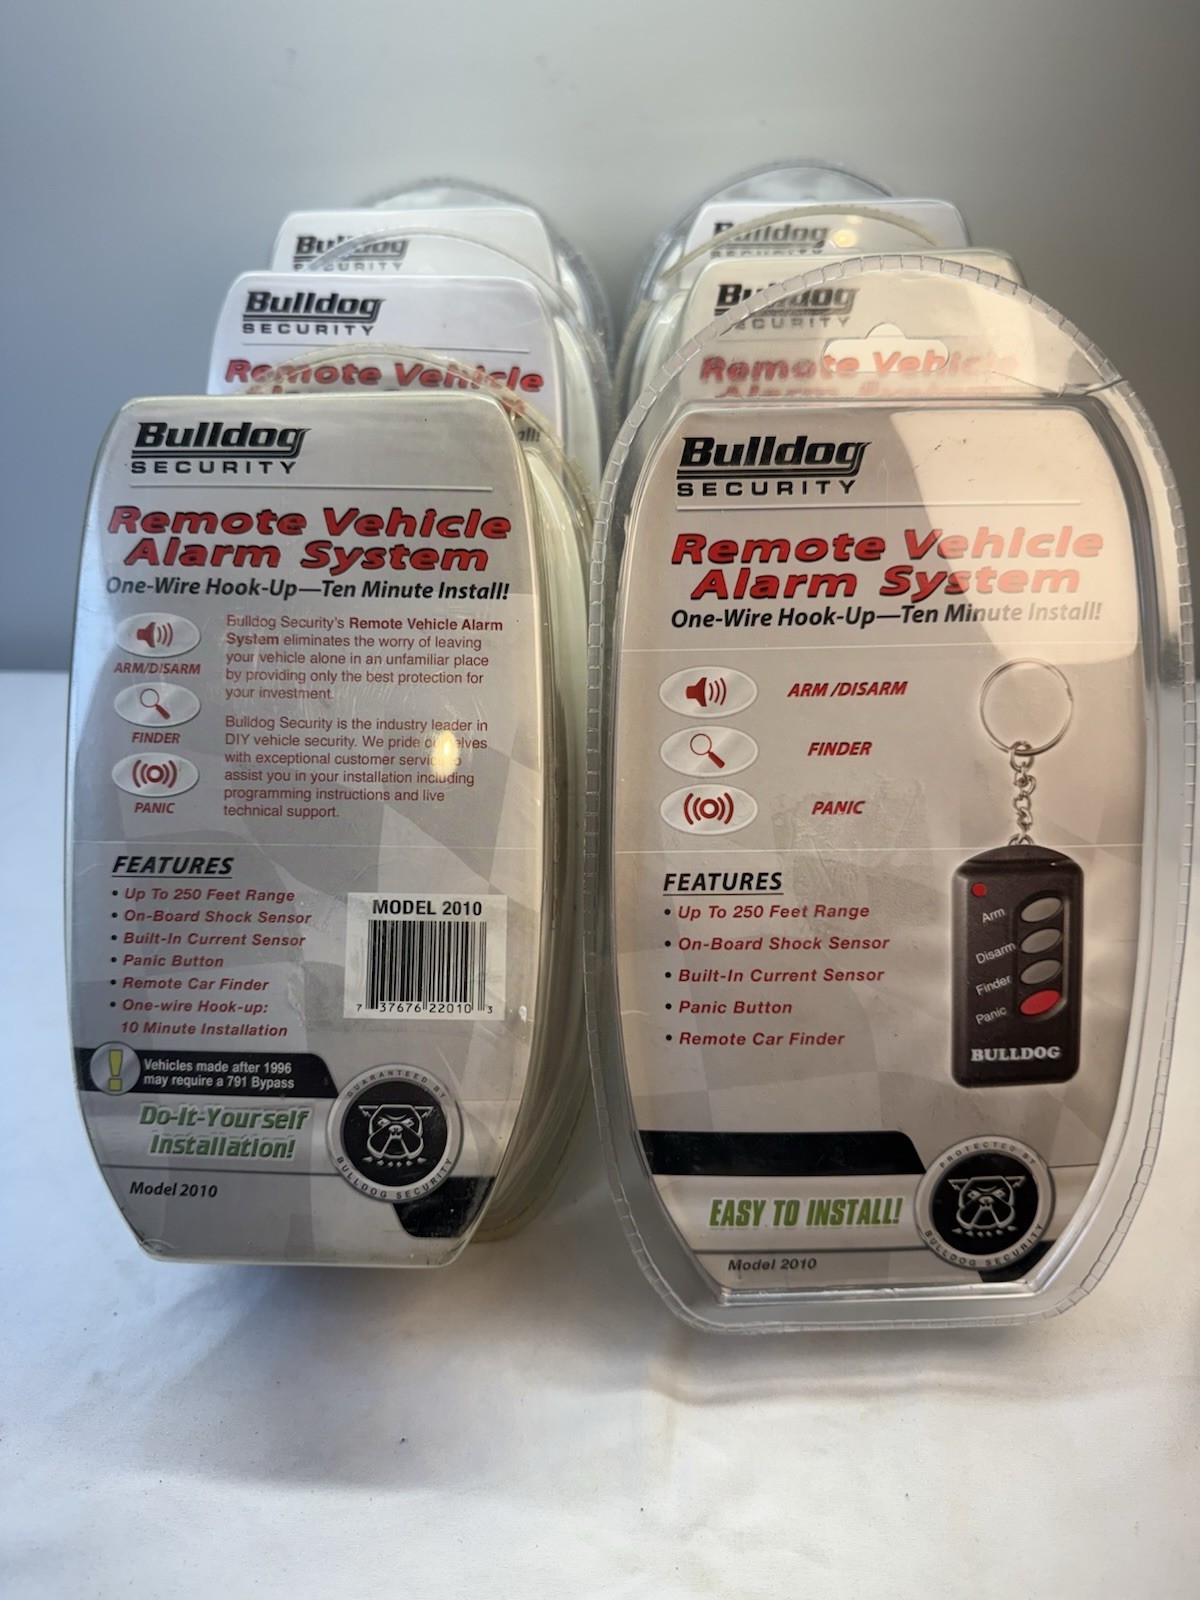 Bulldog
SECURITY
Bulldog
SECURITY
Remote Vehicle
Bulldog
SECURITY
Bulldog
SECURITY
Remote Vehicle
Alarm System
Bulldog
SECURITY
Remote Vehicle
Alarm System
One-Wire Hook-Up—Ten Minute Install!
ARM/DISARM
FINDER
PANIC
Bulldog Security's Remote Vehicle Alarm
System eliminates the worry of leaving
your vehicle alone in an unfamiliar place
by providing only the best protection for
your investment.
Bulldog Security is the industry leader in
DIY vehicle security. We pride ourselves
with exceptional customer service to
assist you in your installation including
programming instructions and live
technical support.
FEATURES
• Up To 250 Feet Range
• On-Board Shock Sensor
• Built-In Current Sensor
• Panic Button
• Remote Car Finder
• One-wire Hook-up:
10 Minute Installation
MODEL 2010
7 37676 22010 3
Vehicles made after 1996
may require a 791 Bypass
Do-It-Yourself
Installation!
GUARANTEED BY
BULLDOG SECURITY
Model 2010
Bulldog
SECURITY
Remote Vehicle
Alarm System
One-Wire Hook-Up—Ten Minute Install!
ARM /DISARM
FINDER
PANIC
FEATURES
• Up To 250 Feet Range
• On-Board Shock Sensor
• Built-In Current Sensor
• Panic Button
• Remote Car Finder
Arm
Disarm
Finder
Panic
BULLDOG
EASY TO INSTALL!
PROTECTED BY
BULLDOG SECURITY
Model 2010